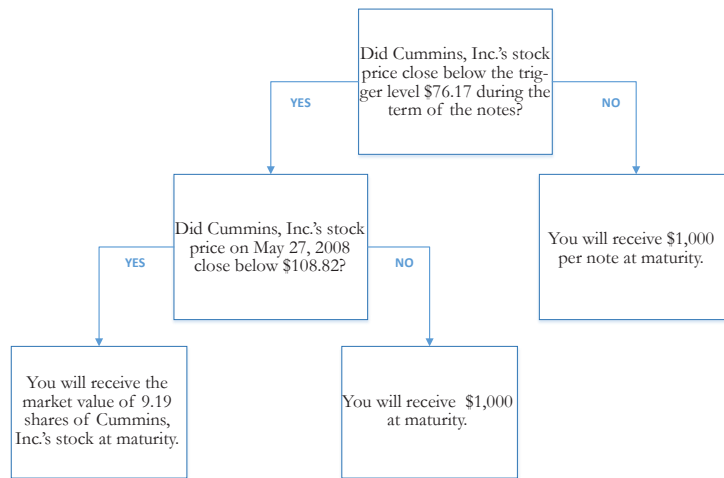 Did Cummins, Inc.'s stock
price close below the trig-
ger level $76.17 during the
term of the notes?
YES
NO
Did Cummins, Inc.'s stock
price on May 27, 2008
close below $108.82?
You will receive $1,000
per note at maturity.
YES
NO
You will receive the
market value of 9.19
shares of Cummins,
Inc.'s stock at maturity.
You will receive $1,000
at maturity.